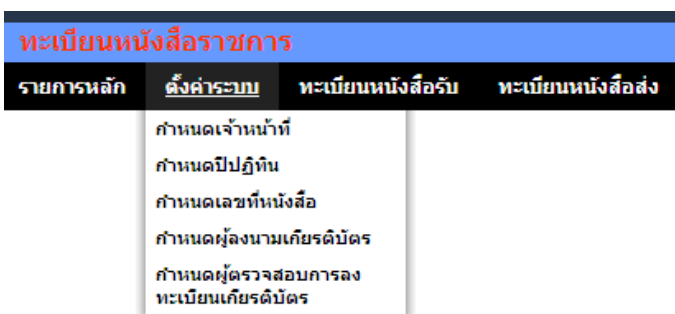 ทะเบียนหนังสือราชการ
รายการหลัก ตั้งค่าระบบ ทะเบียนหนังสือรับ ทะเบียนหนังสือส่ง
กำหนดเจ้าหน้าที่
กำหนดปีปฏิทิน
กำหนดเลขที่หนังสือ
กำหนดผู้ลงนามเกียรติบัตร
กำหนดผู้ตรวจสอบการลง
ทะเบียนเกียรติบัตร